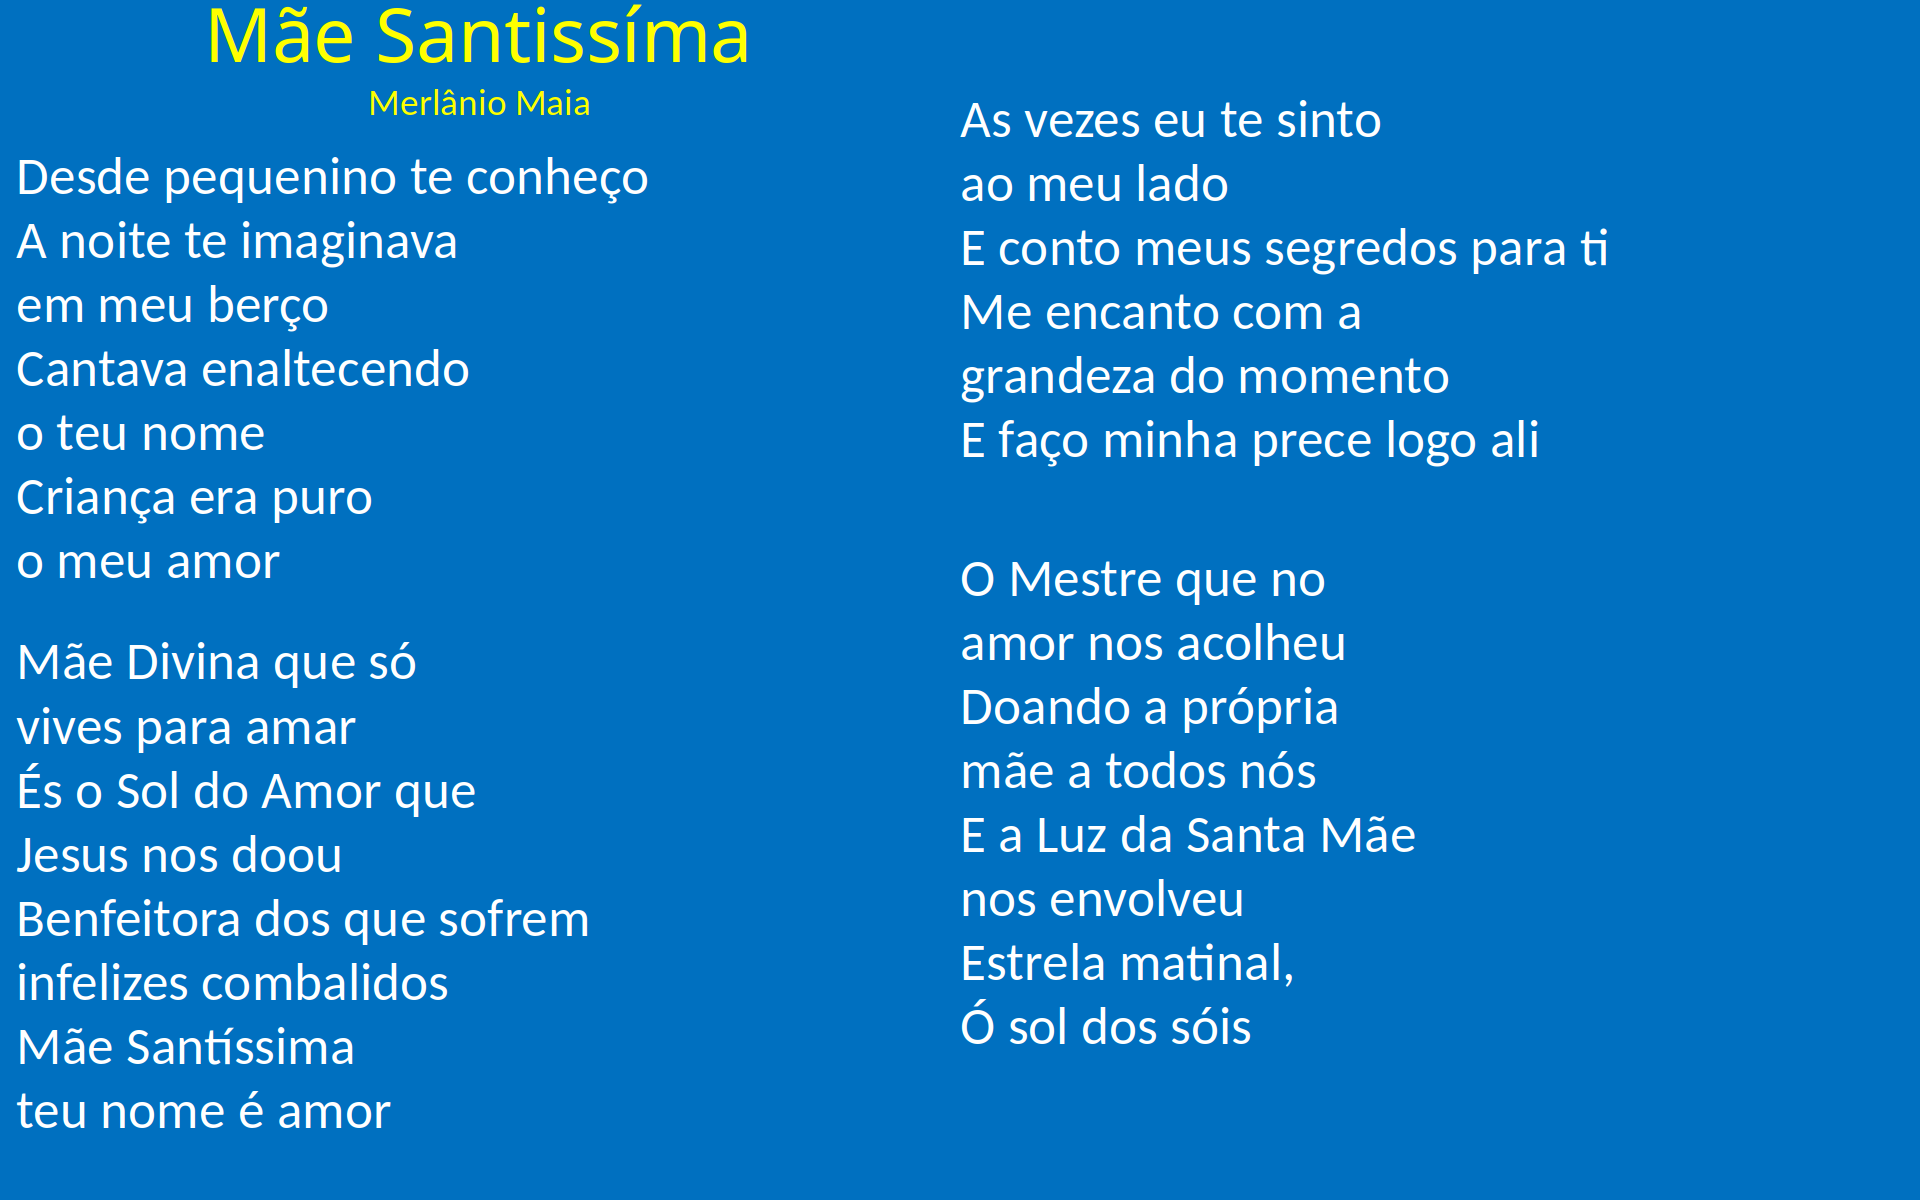 Mãe Santissíma
Merlânio Maia
Desde pequenino te conheço
A noite te imaginava
em meu berço
Cantava enaltecendo
o teu nome
Criança era puro
o meu amor
Mãe Divina que só
vives para amar
És o Sol do Amor que
Jesus nos doou
Benfeitora dos que sofrem
infelizes combalidos
Mãe Santíssima
teu nome é amor
As vezes eu te sinto
ao meu lado
E conto meus segredos para ti
Me encanto com a
grandeza do momento
E faço minha prece logo ali
O Mestre que no
amor nos acolheu
Doando a própria
mãe a todos nós
E a Luz da Santa Mãe
nos envolveu
Estrela matinal,
Ó sol dos sóis